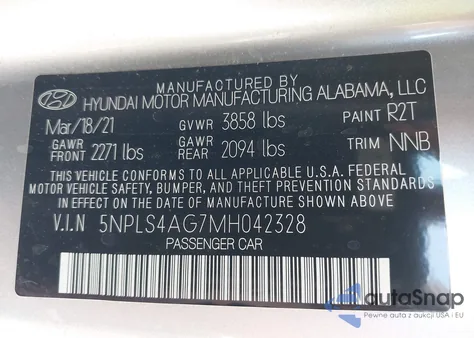 MANUFACTURED BY
HYUNDAI MOTOR MANUFACTURING ALABAMA, LLC
Mar/18/21 GVWR 3858 lbs PAINT R2T
GAWR FRONT 2271 lbs GAWR REAR 2094 lbs TRIM NNB
THIS VEHICLE CONFORMS TO ALL APPLICABLE U.S.A. FEDERAL
MOTOR VEHICLE SAFETY, BUMPER, AND THEFT PREVENTION STANDARDS
IN EFFECT ON THE DATE OF MANUFACTURE SHOWN ABOVE
V.I.N 5NPLS4AG7MH042328
PASSENGER CAR
autoSnap
Pewne auta z aukcji USA i EU